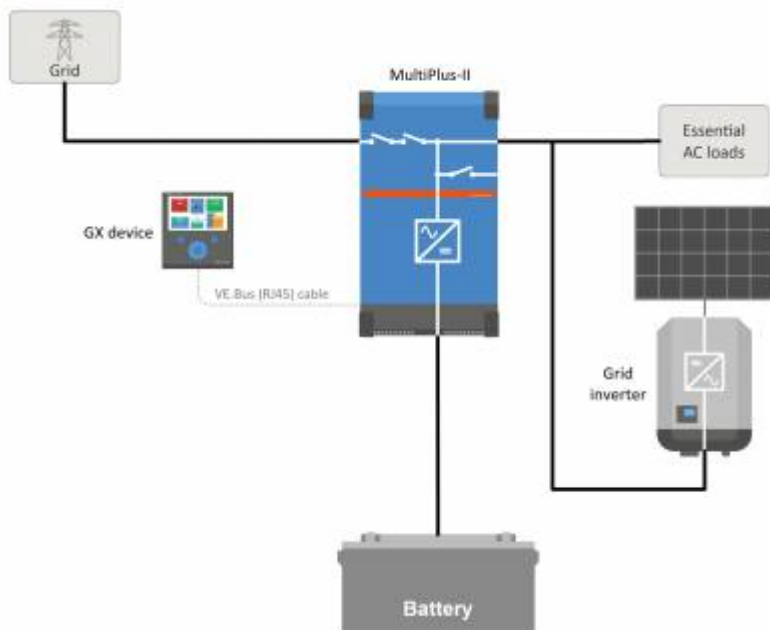 Grid
MultiPlus-II
Essential
AC loads
GX device
VE.Bus (RJ45) cable
Grid
inverter
Battery